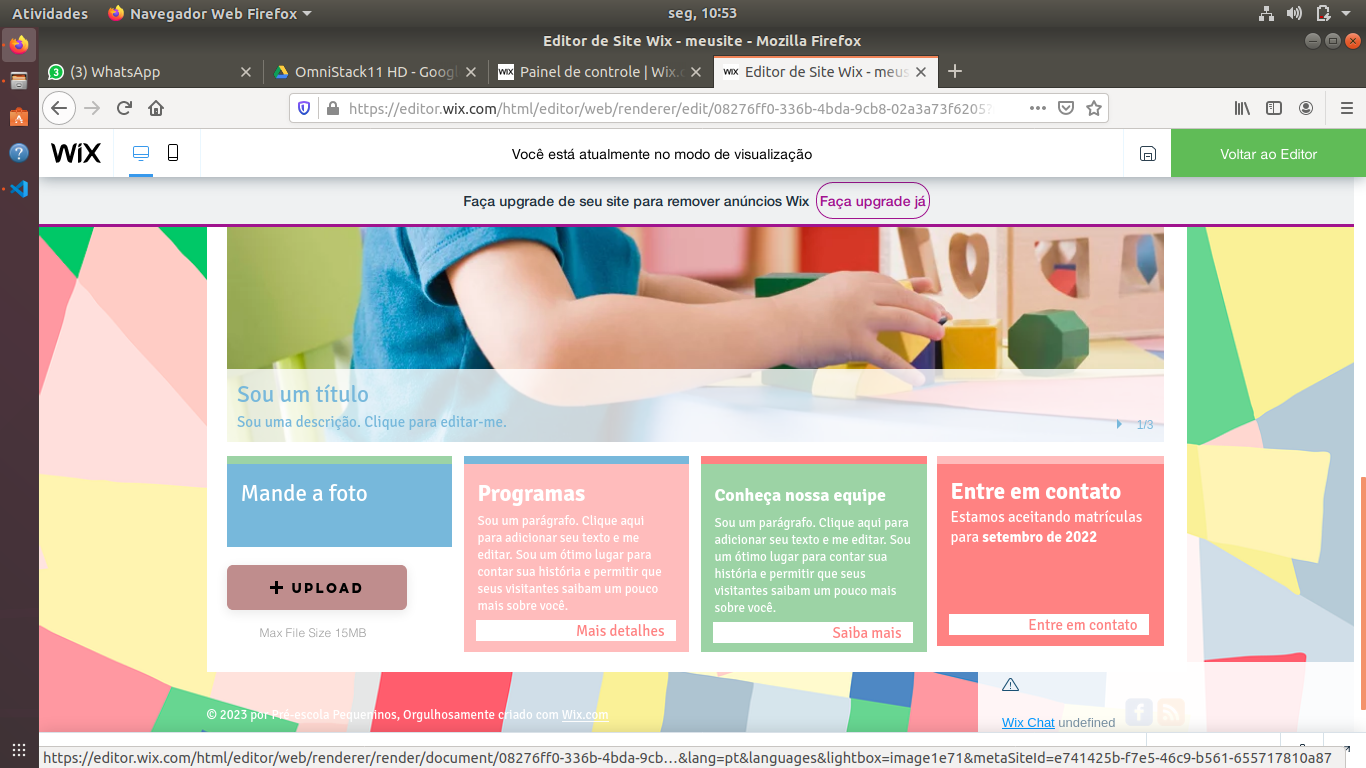 Atividades
Navegador Web Firefox
seg, 10:53
Editor de Site Wix - meusite - Mozilla Firefox
(3) WhatsApp
OmniStack11 HD - Googl
WIX Painel de controle | Wix.c
WIX Editor de Site Wix - meus
https://editor.wix.com/html/editor/web/renderer/edit/08276ff0-336b-4bda-9cb8-02a3a73f6205?
WiX
Você está atualmente no modo de visualização
Voltar ao Editor
Faça upgrade de seu site para remover anúncios Wix
Faça upgrade já
Sou um título
Sou uma descrição. Clique para editar-me.
1/3
Mande a foto
+ UPLOAD
Max File Size 15MB
Programas
Sou um parágrafo. Clique aqui
para adicionar seu texto e me
editar. Sou um ótimo lugar para
contar sua história e permitir que
seus visitantes saibam um pouco
mais sobre você.
Mais detalhes
Conheça nossa equipe
Sou um parágrafo. Clique aqui para
adicionar seu texto e me editar. Sou
um ótimo lugar para contar sua
história e permitir que seus
visitantes saibam um pouco mais
sobre você.
Saiba mais
Entre em contato
Estamos aceitando matrículas
para setembro de 2022
Entre em contato
© 2023 por Pré-escola Pequeninos, Orgulhosamente criado com Wix.com
Wix Chat undefined
https://editor.wix.com/html/editor/web/renderer/render/document/08276ff0-336b-4bda-9cb…&lang=pt&languages&lightbox=image1e71&metaSiteId=e741425b-f7e5-46c9-b561-655717810a87